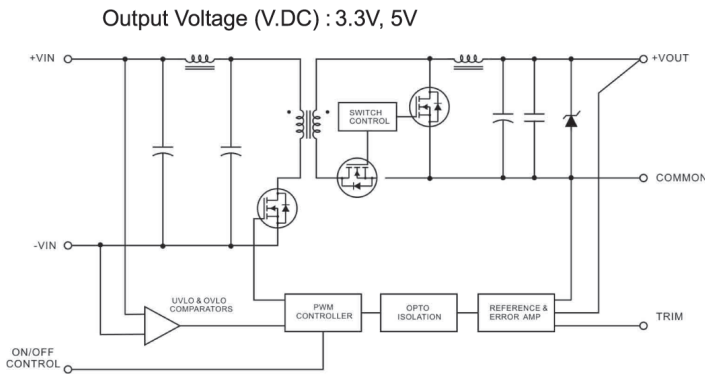 Output Voltage (V.DC) : 3.3V, 5V
+VIN
+VOUT
SWITCH
CONTROL
COMMON
-VIN
UVLO & OVLO
COMPARATORS
PWM
CONTROLLER
OPTO
ISOLATION
REFERENCE &
ERROR AMP
TRIM
ON/OFF
CONTROL